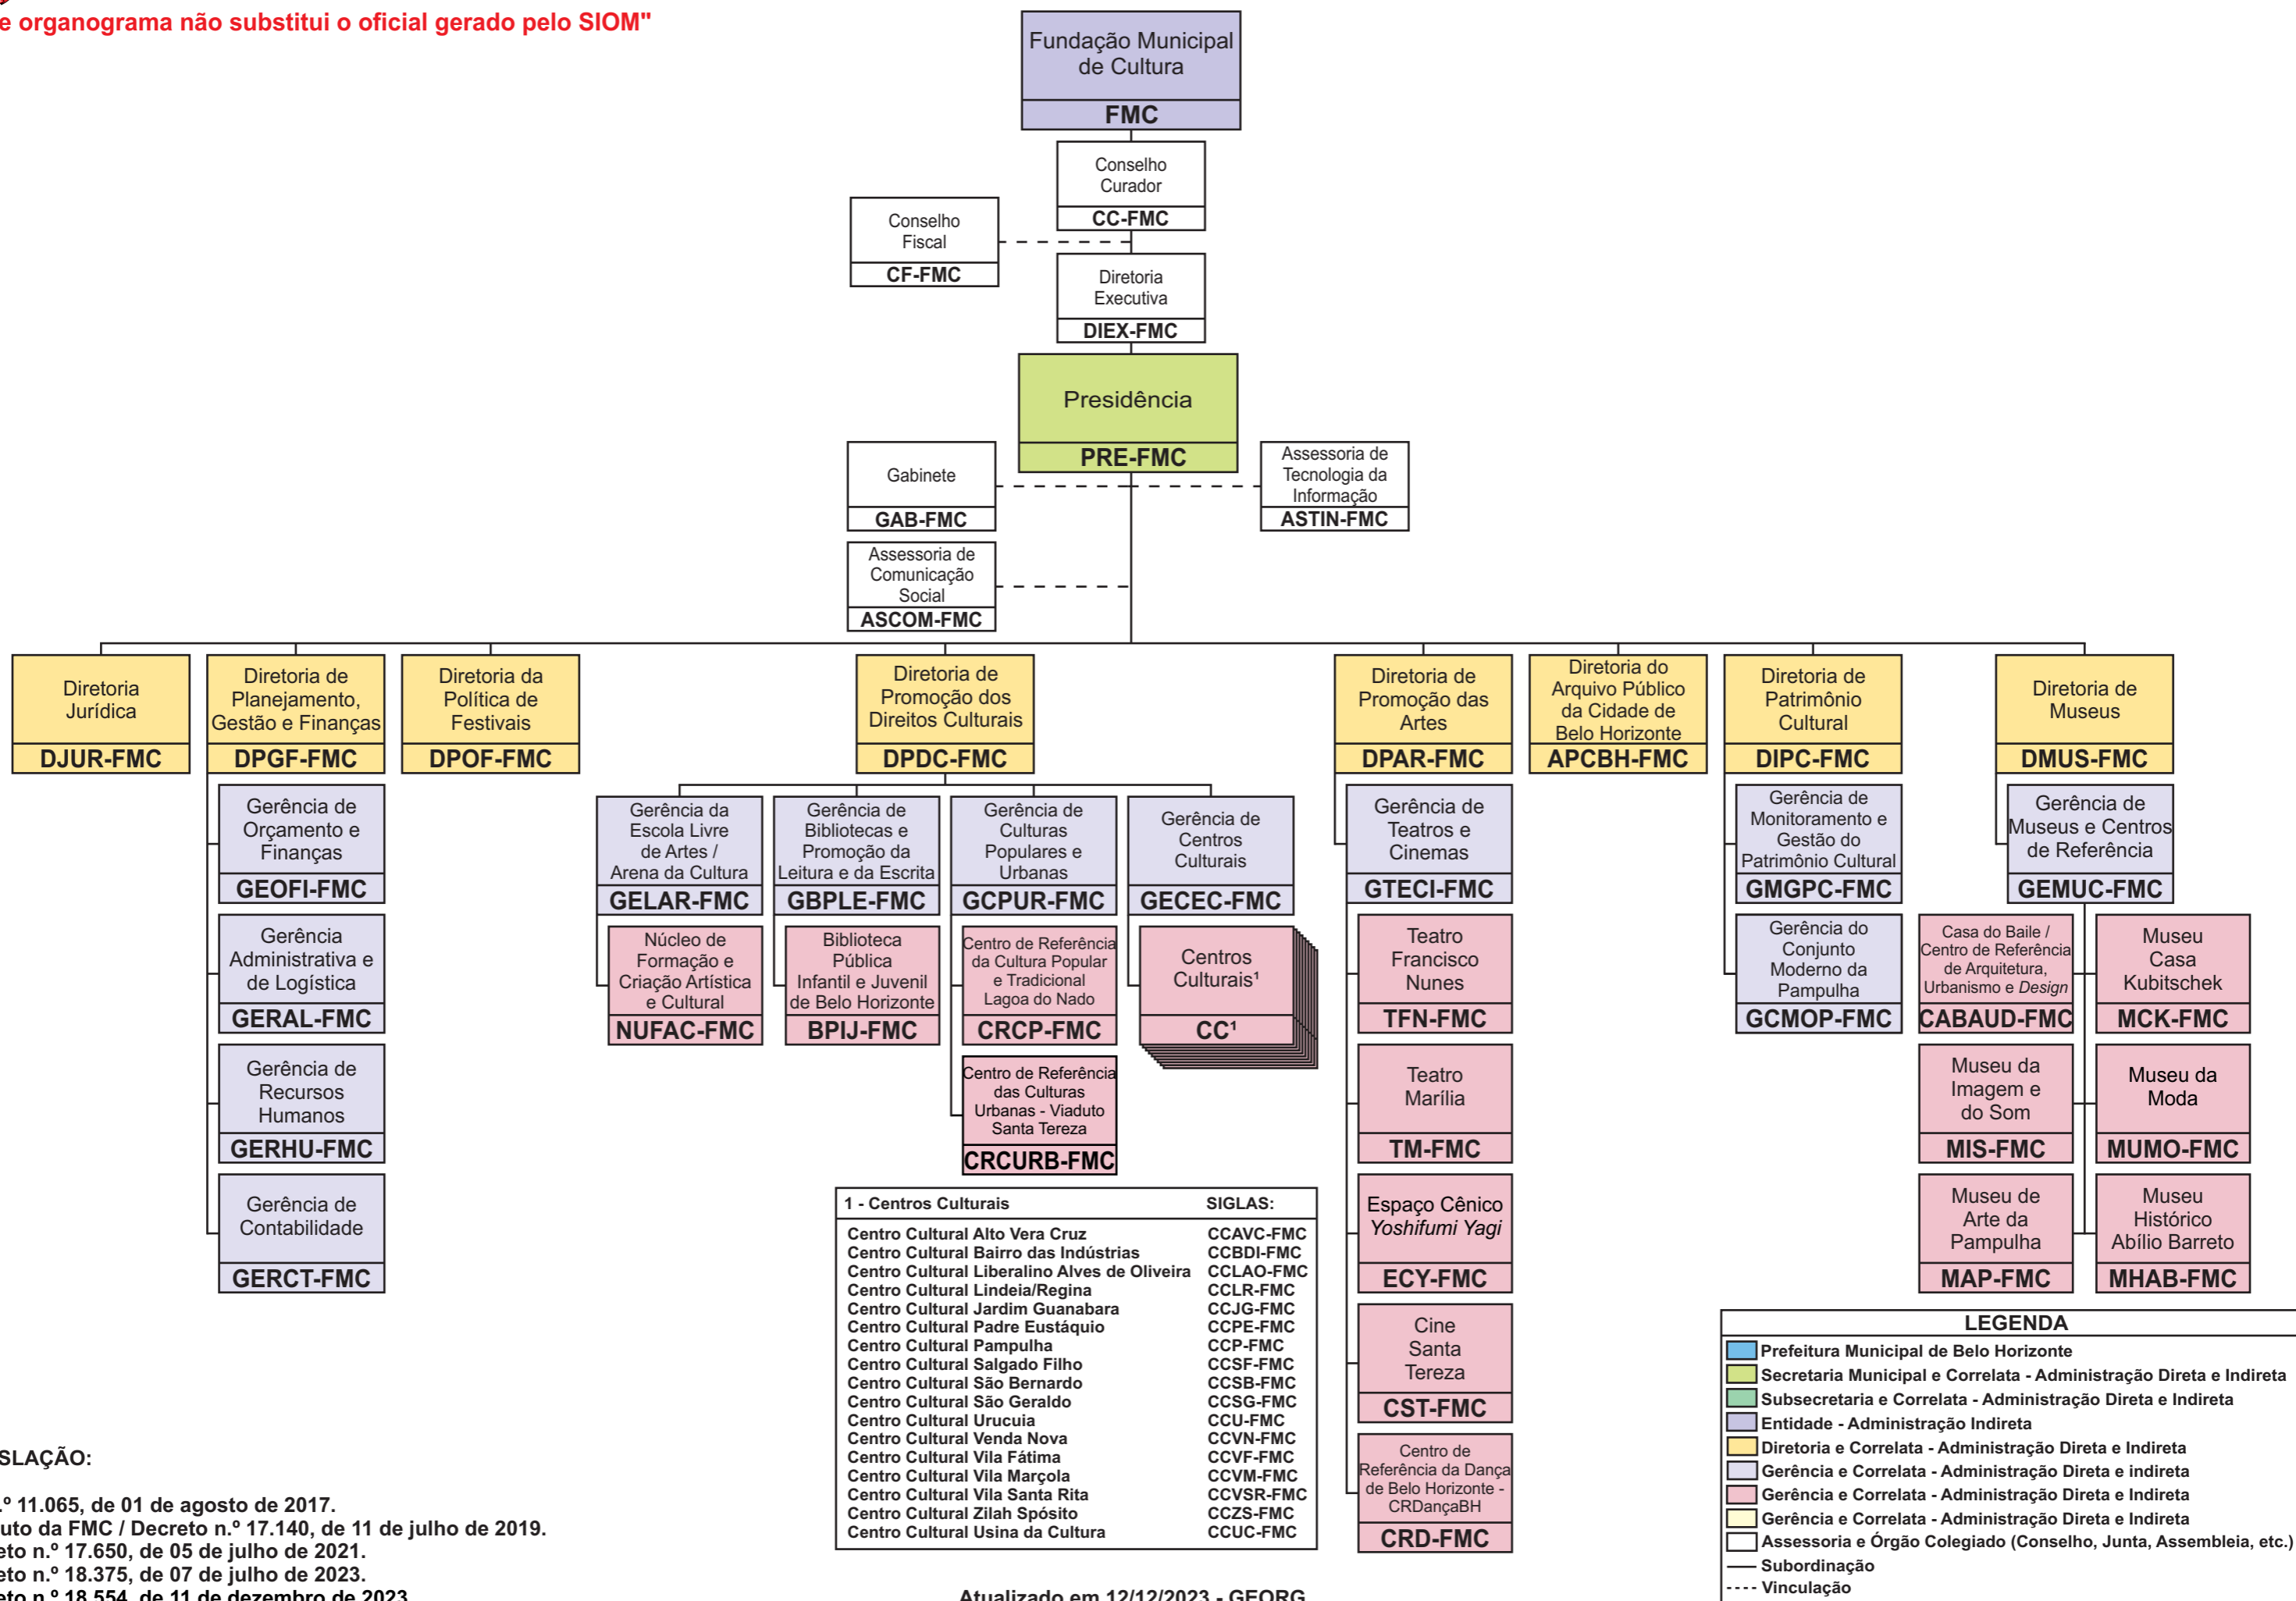 e organograma não substitui o oficial gerado pelo SIOM"
Fundação Municipal
de Cultura
FMC
Conselho
Curador
CC-FMC
Conselho
Fiscal
CF-FMC
Diretoria
Executiva
DIEX-FMC
Presidência
PRE-FMC
Gabinete
GAB-FMC
Assessoria de
Tecnologia da
Informação
ASTIN-FMC
Assessoria de
Comunicação
Social
ASCOM-FMC
Diretoria
Jurídica
DJUR-FMC
Diretoria de
Planejamento,
Gestão e Finanças
DPGF-FMC
Diretoria da
Política de
Festivais
DPOF-FMC
Diretoria de
Promoção dos
Direitos Culturais
DPDC-FMC
Diretoria de
Promoção das
Artes
DPAR-FMC
Diretoria do
Arquivo Público
da Cidade de
Belo Horizonte
APCBH-FMC
Diretoria de
Patrimônio
Cultural
DIPC-FMC
Diretoria de
Museus
DMUS-FMC
Gerência de
Orçamento e
Finanças
GEOFI-FMC
Gerência
Administrativa e
de Logística
GERAL-FMC
Gerência de
Recursos
Humanos
GERHU-FMC
Gerência de
Contabilidade
GERCT-FMC
Gerência da
Escola Livre
de Artes /
Arena da Cultura
GELAR-FMC
Núcleo de
Formação e
Criação Artística
e Cultural
NUFAC-FMC
Gerência de
Bibliotecas e
Promoção da
Leitura e da Escrita
GBPLE-FMC
Biblioteca
Pública
Infantil e Juvenil
de Belo Horizonte
BPIJ-FMC
Gerência de
Culturas
Populares e
Urbanas
GCPUR-FMC
Centro de Referência
da Cultura Popular
e Tradicional
Lagoa do Nado
CRCP-FMC
Centro de Referência
das Culturas
Urbanas - Viaduto
Santa Tereza
CRCURB-FMC
Gerência de
Centros
Culturais
GECEC-FMC
Centros
Culturais¹
CC¹
Gerência de
Teatros e
Cinemas
GTECI-FMC
Teatro
Francisco
Nunes
TFN-FMC
Teatro
Marília
TM-FMC
Espaço Cênico
Yoshifumi Yagi
ECY-FMC
Cine
Santa
Tereza
CST-FMC
Centro de
Referência da Dança
de Belo Horizonte -
CRDançaBH
CRD-FMC
Gerência de
Monitoramento e
Gestão do
Patrimônio Cultural
GMGPC-FMC
Gerência do
Conjunto
Moderno da
Pampulha
GCMOP-FMC
Gerência de
Museus e Centros
de Referência
GEMUC-FMC
Casa do Baile /
Centro de Referência
de Arquitetura,
Urbanismo e Design
CABAUD-FMC
Museu
Casa
Kubitschek
MCK-FMC
Museu da
Imagem e
do Som
MIS-FMC
Museu da
Moda
MUMO-FMC
Museu de
Arte da
Pampulha
MAP-FMC
Museu
Histórico
Abílio Barreto
MHAB-FMC
1 - Centros Culturais SIGLAS:
Centro Cultural Alto Vera Cruz CCAVC-FMC
Centro Cultural Bairro das Indústrias CCBDI-FMC
Centro Cultural Liberalino Alves de Oliveira CCLAO-FMC
Centro Cultural Lindeia/Regina CCLR-FMC
Centro Cultural Jardim Guanabara CCJG-FMC
Centro Cultural Padre Eustáquio CCPE-FMC
Centro Cultural Pampulha CCP-FMC
Centro Cultural Salgado Filho CCSF-FMC
Centro Cultural São Bernardo CCSB-FMC
Centro Cultural São Geraldo CCSG-FMC
Centro Cultural Urucuia CCU-FMC
Centro Cultural Venda Nova CCVN-FMC
Centro Cultural Vila Fátima CCVF-FMC
Centro Cultural Vila Marçola CCVM-FMC
Centro Cultural Vila Santa Rita CCVSR-FMC
Centro Cultural Zilah Spósito CCZS-FMC
Centro Cultural Usina da Cultura CCUC-FMC
LEGENDA
Prefeitura Municipal de Belo Horizonte
Secretaria Municipal e Correlata - Administração Direta e Indireta
Subsecretaria e Correlata - Administração Direta e Indireta
Entidade - Administração Indireta
Diretoria e Correlata - Administração Direta e Indireta
Gerência e Correlata - Administração Direta e indireta
Gerência e Correlata - Administração Direta e Indireta
Gerência e Correlata - Administração Direta e Indireta
Assessoria e Órgão Colegiado (Conselho, Junta, Assembleia, etc.)
Subordinação
Vinculação
SLAÇÃO:
.º 11.065, de 01 de agosto de 2017.
uto da FMC / Decreto n.º 17.140, de 11 de julho de 2019.
eto n.º 17.650, de 05 de julho de 2021.
eto n.º 18.375, de 07 de julho de 2023.
eto n.º 18.554, de 11 de dezembro de 2023
Atualizado em 12/12/2023 - GEORG